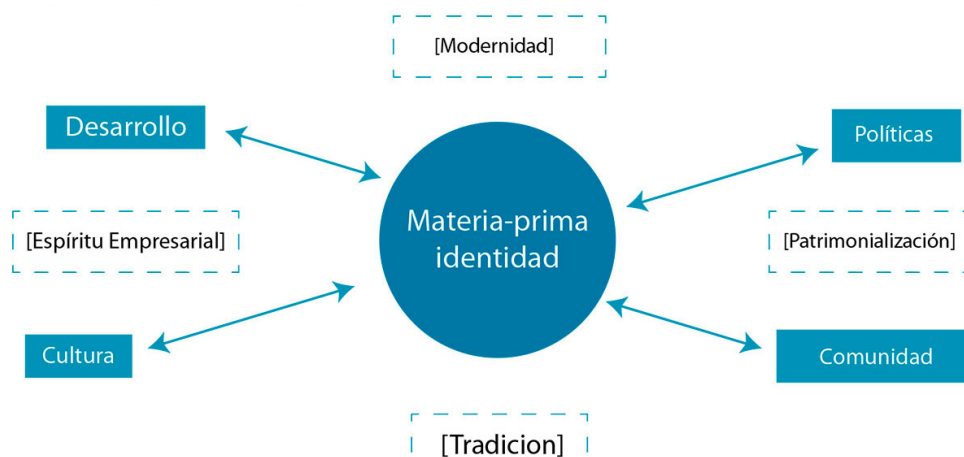 [Modernidad]
Desarrollo
Políticas
Materia-prima
identidad
[Espíritu Empresarial]
[Patrimonialización]
Cultura
Comunidad
[Tradicion]